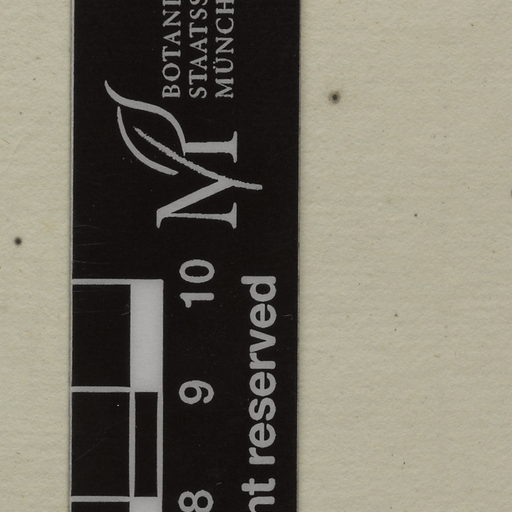 BOTANI
STAATSS
MÜNCH
M
8 9 10
nt reserved